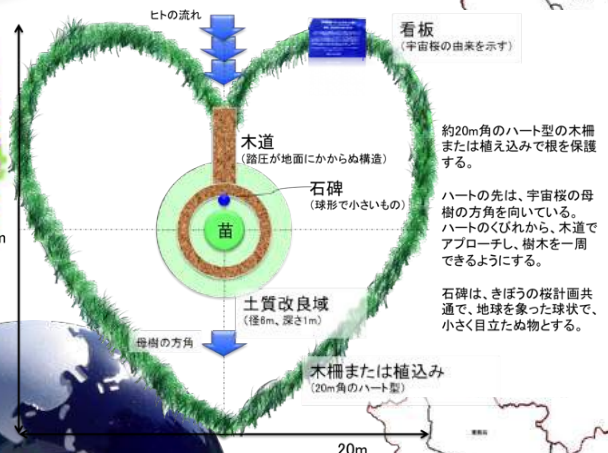 ヒトの流れ
看板
（宇宙桜の由来を示す）
木道
（踏圧が地面にかからぬ構造）
石碑
（球形で小さいもの）
苗
土質改良域
（径6m、深さ1m）
母樹の方角
木柵または植込み
（20m角のハート型）
約20m角のハート型の木柵
または植え込みで根を保護
する。
ハートの先は、宇宙桜の母
樹の方角を向いている。
ハートのくびれから、木道で
アプローチし、樹木を一周
できるようにする。
石碑は、きぼうの桜計画共
通で、地球を象った球状で、
小さく目立たぬ物とする。
m
20m